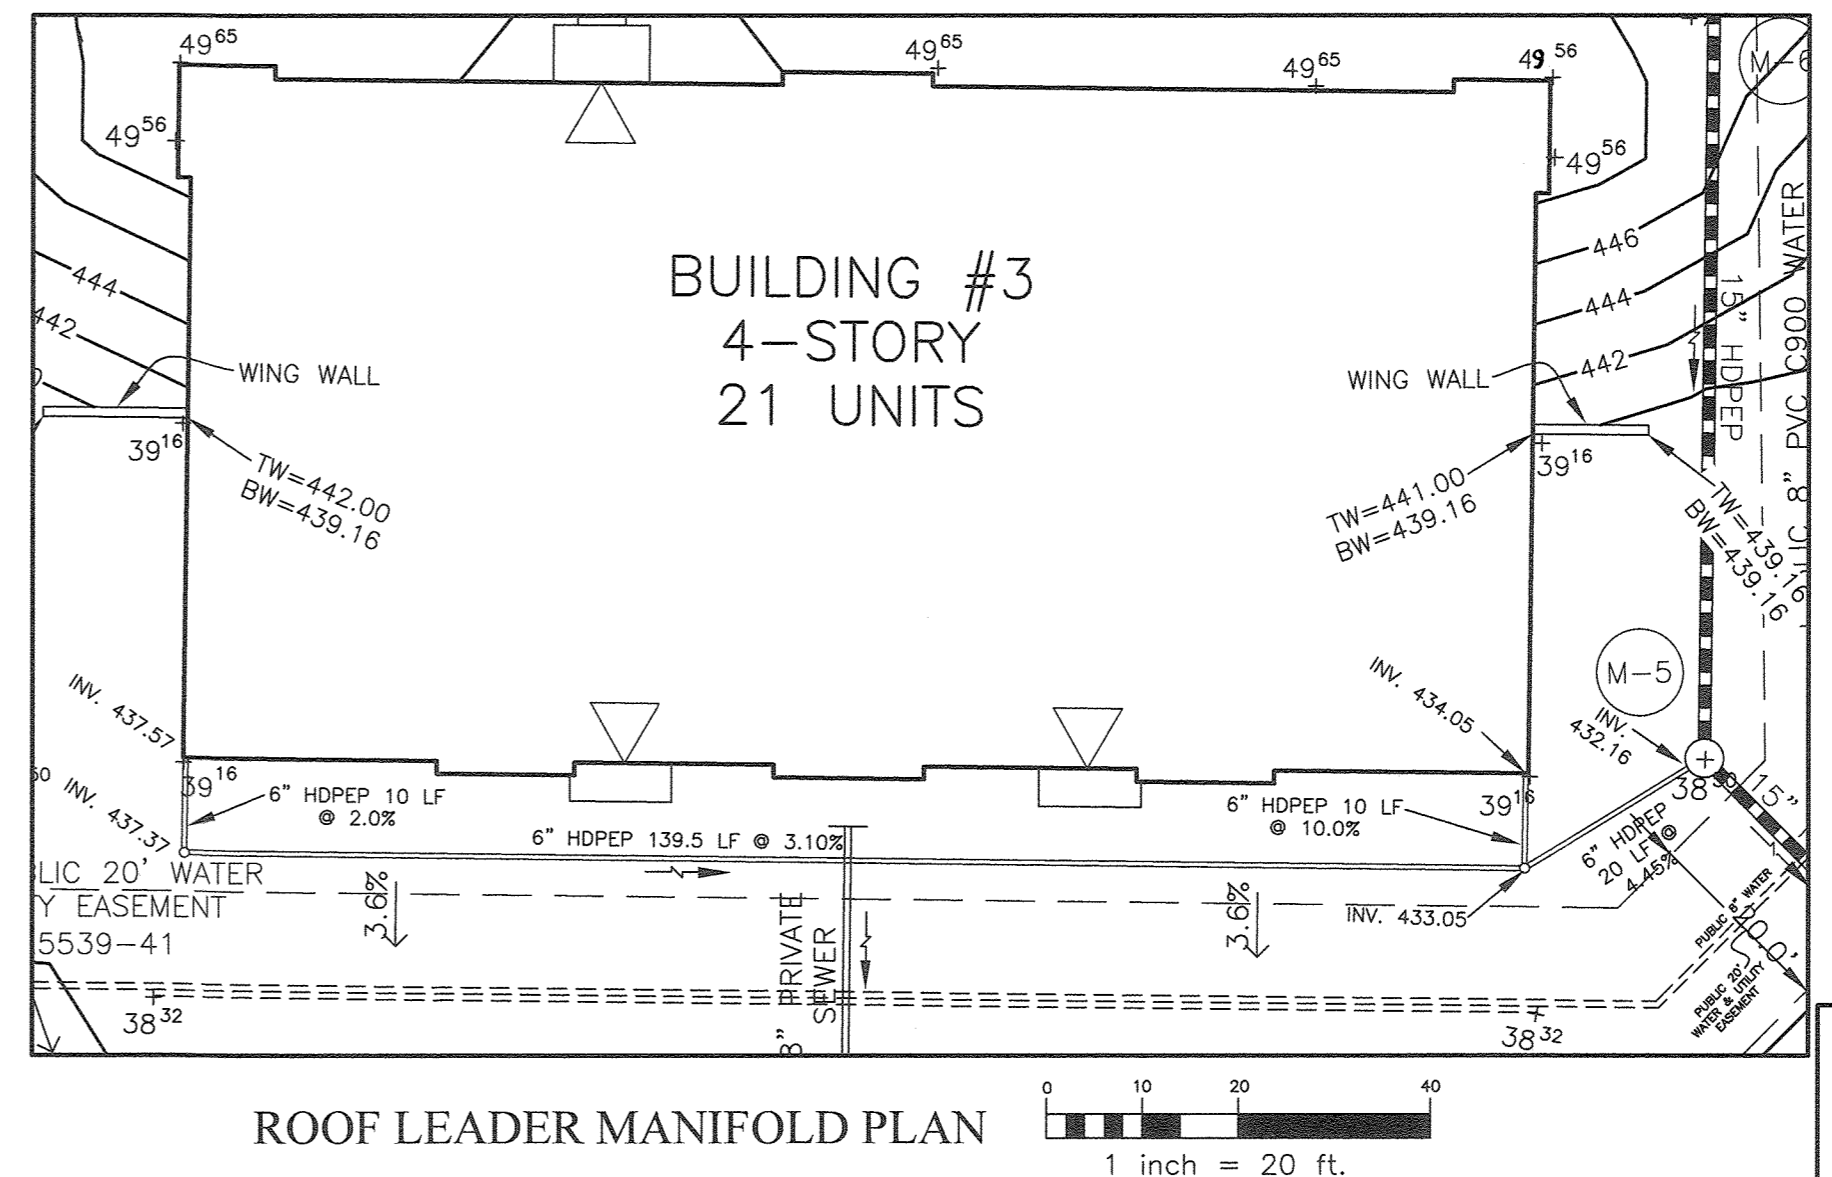 49⁶⁵
49⁶⁵
49⁶⁵
49⁵⁶
M-6
49⁵⁶
49⁵⁶
BUILDING #3
4-STORY
21 UNITS
444
442
WING WALL
39¹⁶
TW=442.00
BW=439.16
446
444
442
WING WALL
39¹⁶
TW=441.00
BW=439.16
TW=439.16
BW=439.16
15" HDPEP
8" PVC C900 WATER
M-5
INV. 437.57
INV. 437.37
39¹⁶
6" HDPEP 10 LF
@ 2.0%
6" HDPEP 139.5 LF @ 3.10%
INV. 434.05
39¹⁶
6" HDPEP 10 LF
@ 10.0%
INV.
432.16
15"
6" HDPEP
20 LF @
4.45%
INV. 433.05
LIC 20' WATER
Y EASEMENT
5539-41
3.6%
3.6%
8" PRIVATE
SEWER
PUBLIC 8" WATER
20.0'
PUBLIC 20'
WATER & UTILITY
EASEMENT
38³²
38³²
ROOF LEADER MANIFOLD PLAN
0 10 20 40
1 inch = 20 ft.